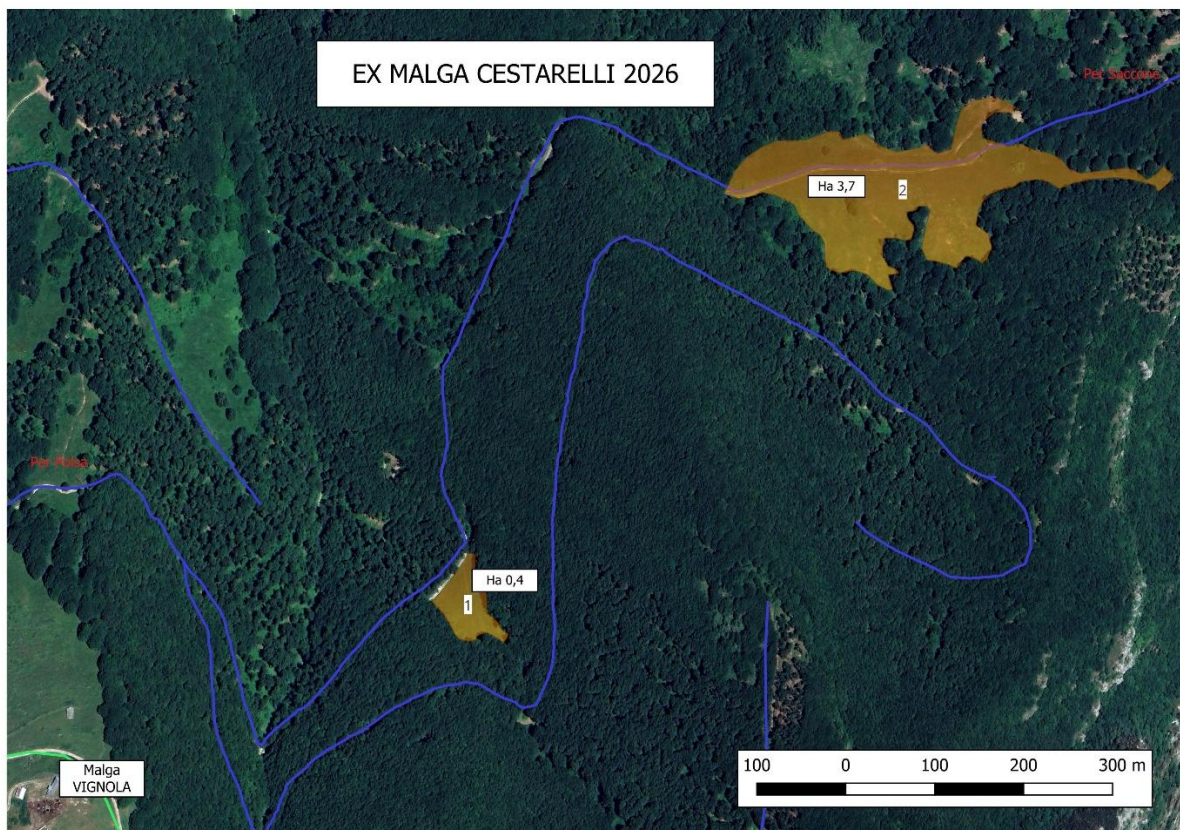 EX MALGA CESTARELLI 2026
Per Saccone
Ha 3,7
2
Per Polsa
Ha 0,4
1
Malga
VIGNOLA
100 0 100 200 300 m